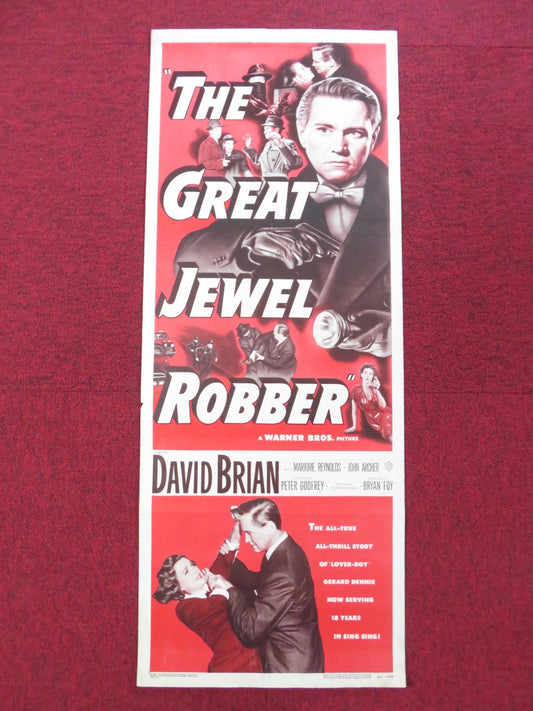 "THE
GREAT
JEWEL
ROBBER"
A WARNER BROS. PICTURE
DAVID BRIAN
WITH MARJORIE REYNOLDS · JOHN ARCHER
PETER GODFREY · BRYAN FOY
THE ALL-TRUE
ALL-THRILL STORY
OF 'LOVER-BOY'
GERARD DENNIS
NOW SERVING
18 YEARS
IN SING SING!